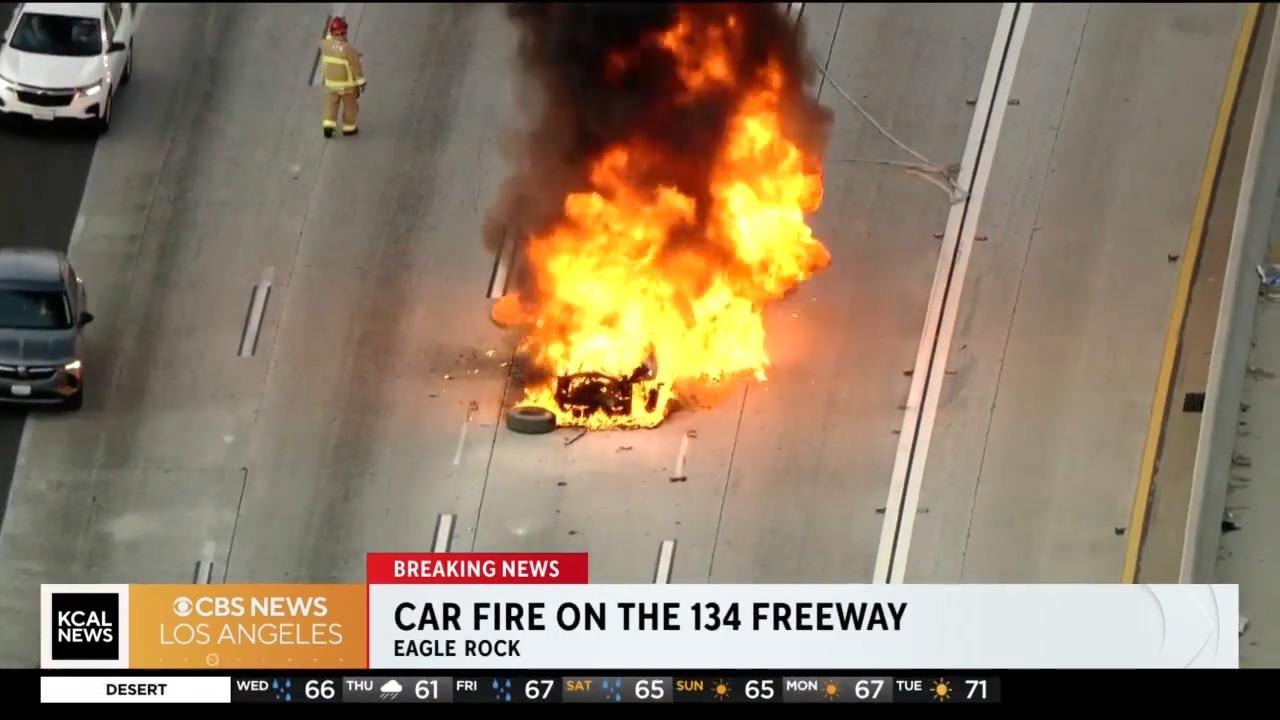 BREAKING NEWS
KCAL
NEWS
CBS NEWS
LOS ANGELES
CAR FIRE ON THE 134 FREEWAY
EAGLE ROCK
DESERT WED 66 THU 61 FRI 67 SAT 65 SUN 65 MON 67 TUE 71